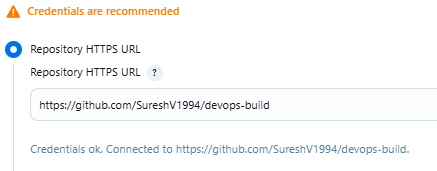 Credentials are recommended
Repository HTTPS URL
Repository HTTPS URL ?
https://github.com/SureshV1994/devops-build
Credentials ok. Connected to https://github.com/SureshV1994/devops-build.